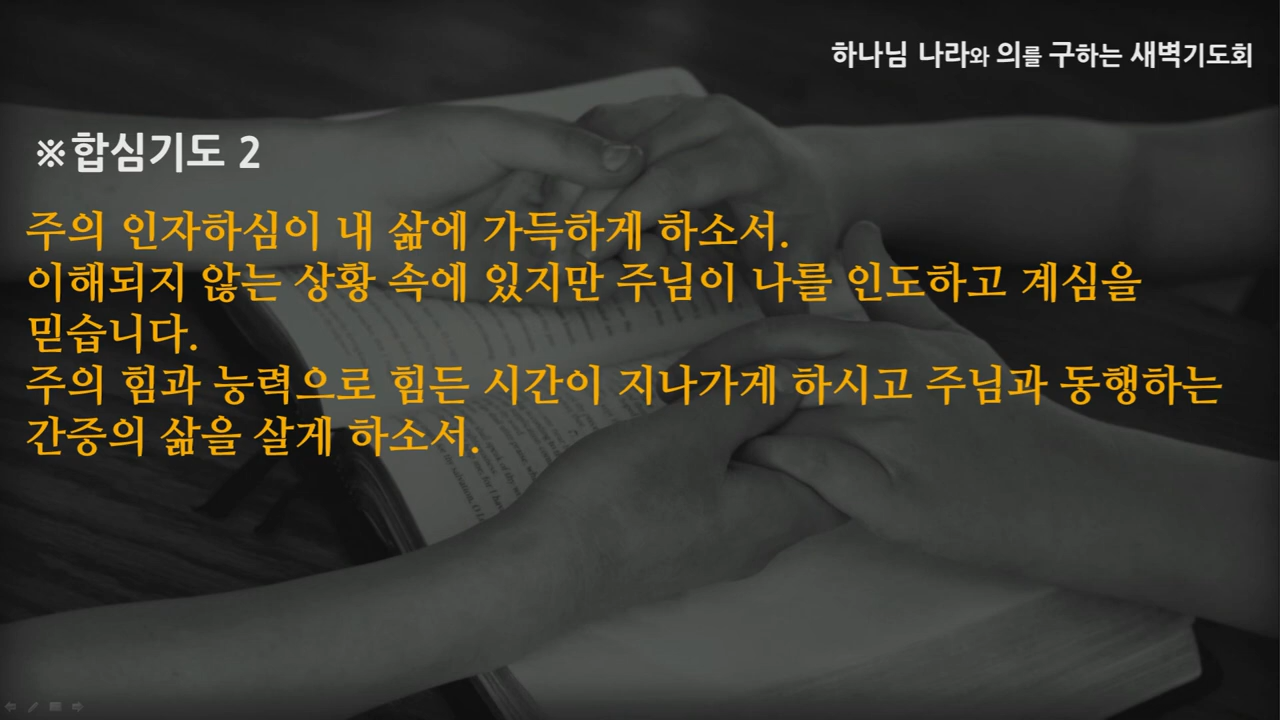 하나님 나라와 의를 구하는 새벽기도회
※합심기도 2
주의 인자하심이 내 삶에 가득하게 하소서.
이해되지 않는 상황 속에 있지만 주님이 나를 인도하고 계심을
믿습니다.
주의 힘과 능력으로 힘든 시간이 지나가게 하시고 주님과 동행하는
간증의 삶을 살게 하소서.